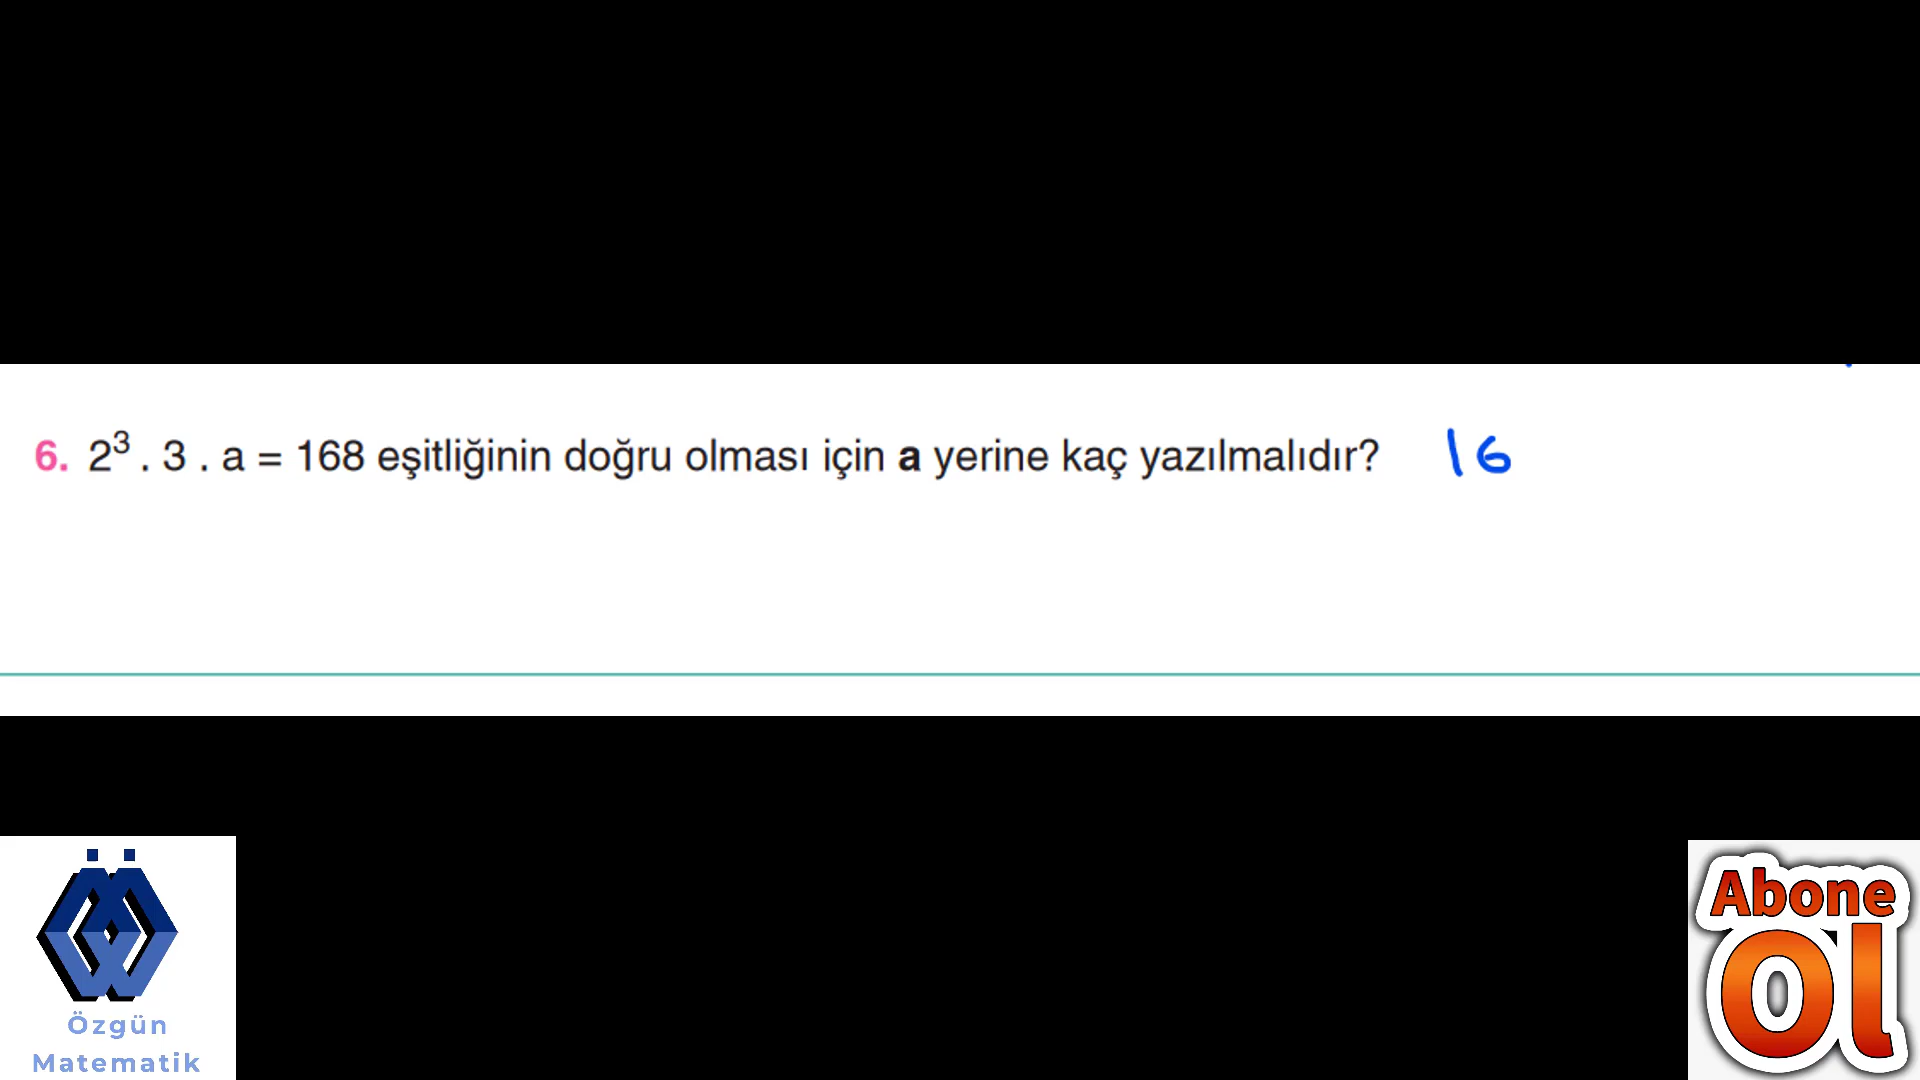 6. 2³ . 3 . a = 168 eşitliğinin doğru olması için a yerine kaç yazılmalıdır? 16
Özgün
Matematik
Abone
Ol